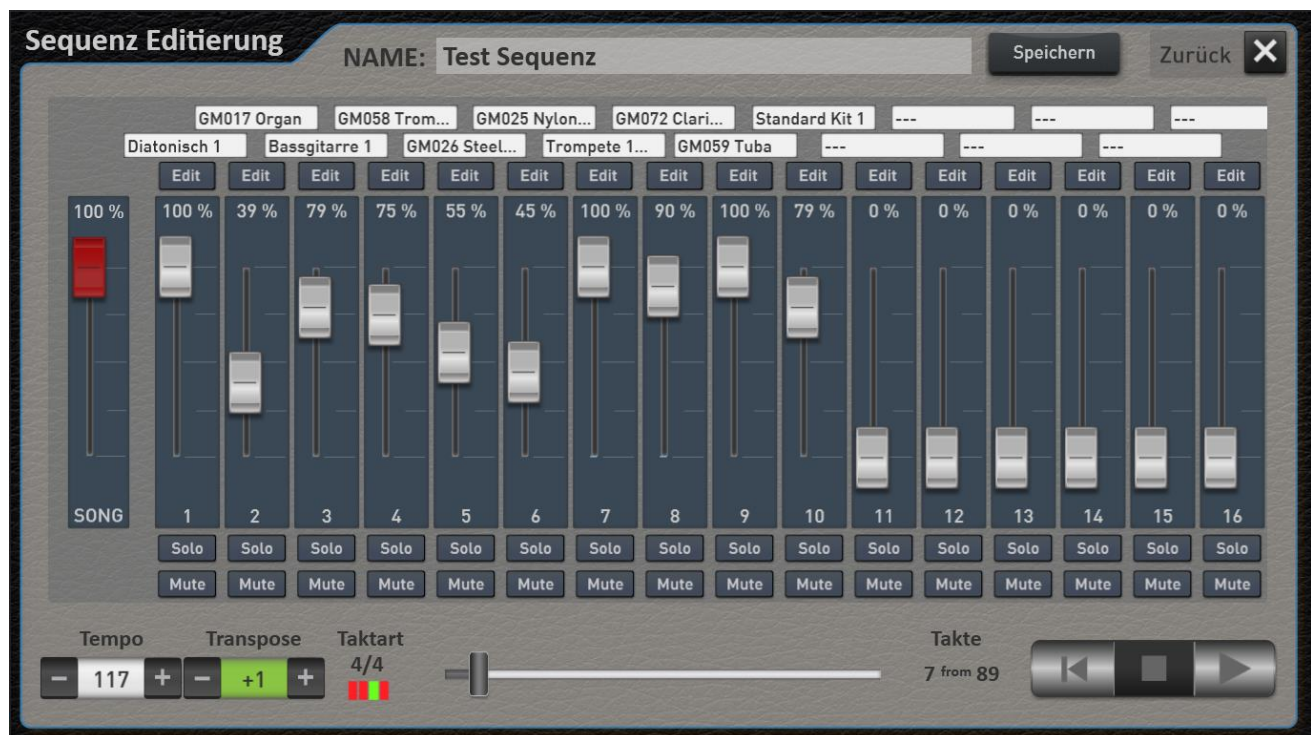 Sequenz Editierung
NAME: Test Sequenz Speichern Zurück
GM017 Organ GM058 Trom... GM025 Nylon... GM072 Clari... Standard Kit 1 --- --- ---
Diatonisch 1 Bassgitarre 1 GM026 Steel... Trompete 1... GM059 Tuba --- --- ---
Edit Edit Edit Edit Edit Edit Edit Edit Edit Edit Edit Edit Edit Edit Edit Edit
100 % 100 % 39 % 79 % 75 % 55 % 45 % 100 % 90 % 100 % 79 % 0 % 0 % 0 % 0 % 0 % 0 %
SONG 1 2 3 4 5 6 7 8 9 10 11 12 13 14 15 16
Solo Solo Solo Solo Solo Solo Solo Solo Solo Solo Solo Solo Solo Solo Solo Solo
Mute Mute Mute Mute Mute Mute Mute Mute Mute Mute Mute Mute Mute Mute Mute Mute
Tempo Transpose Taktart Takte
- 117 + - +1 + 4/4 7 from 89